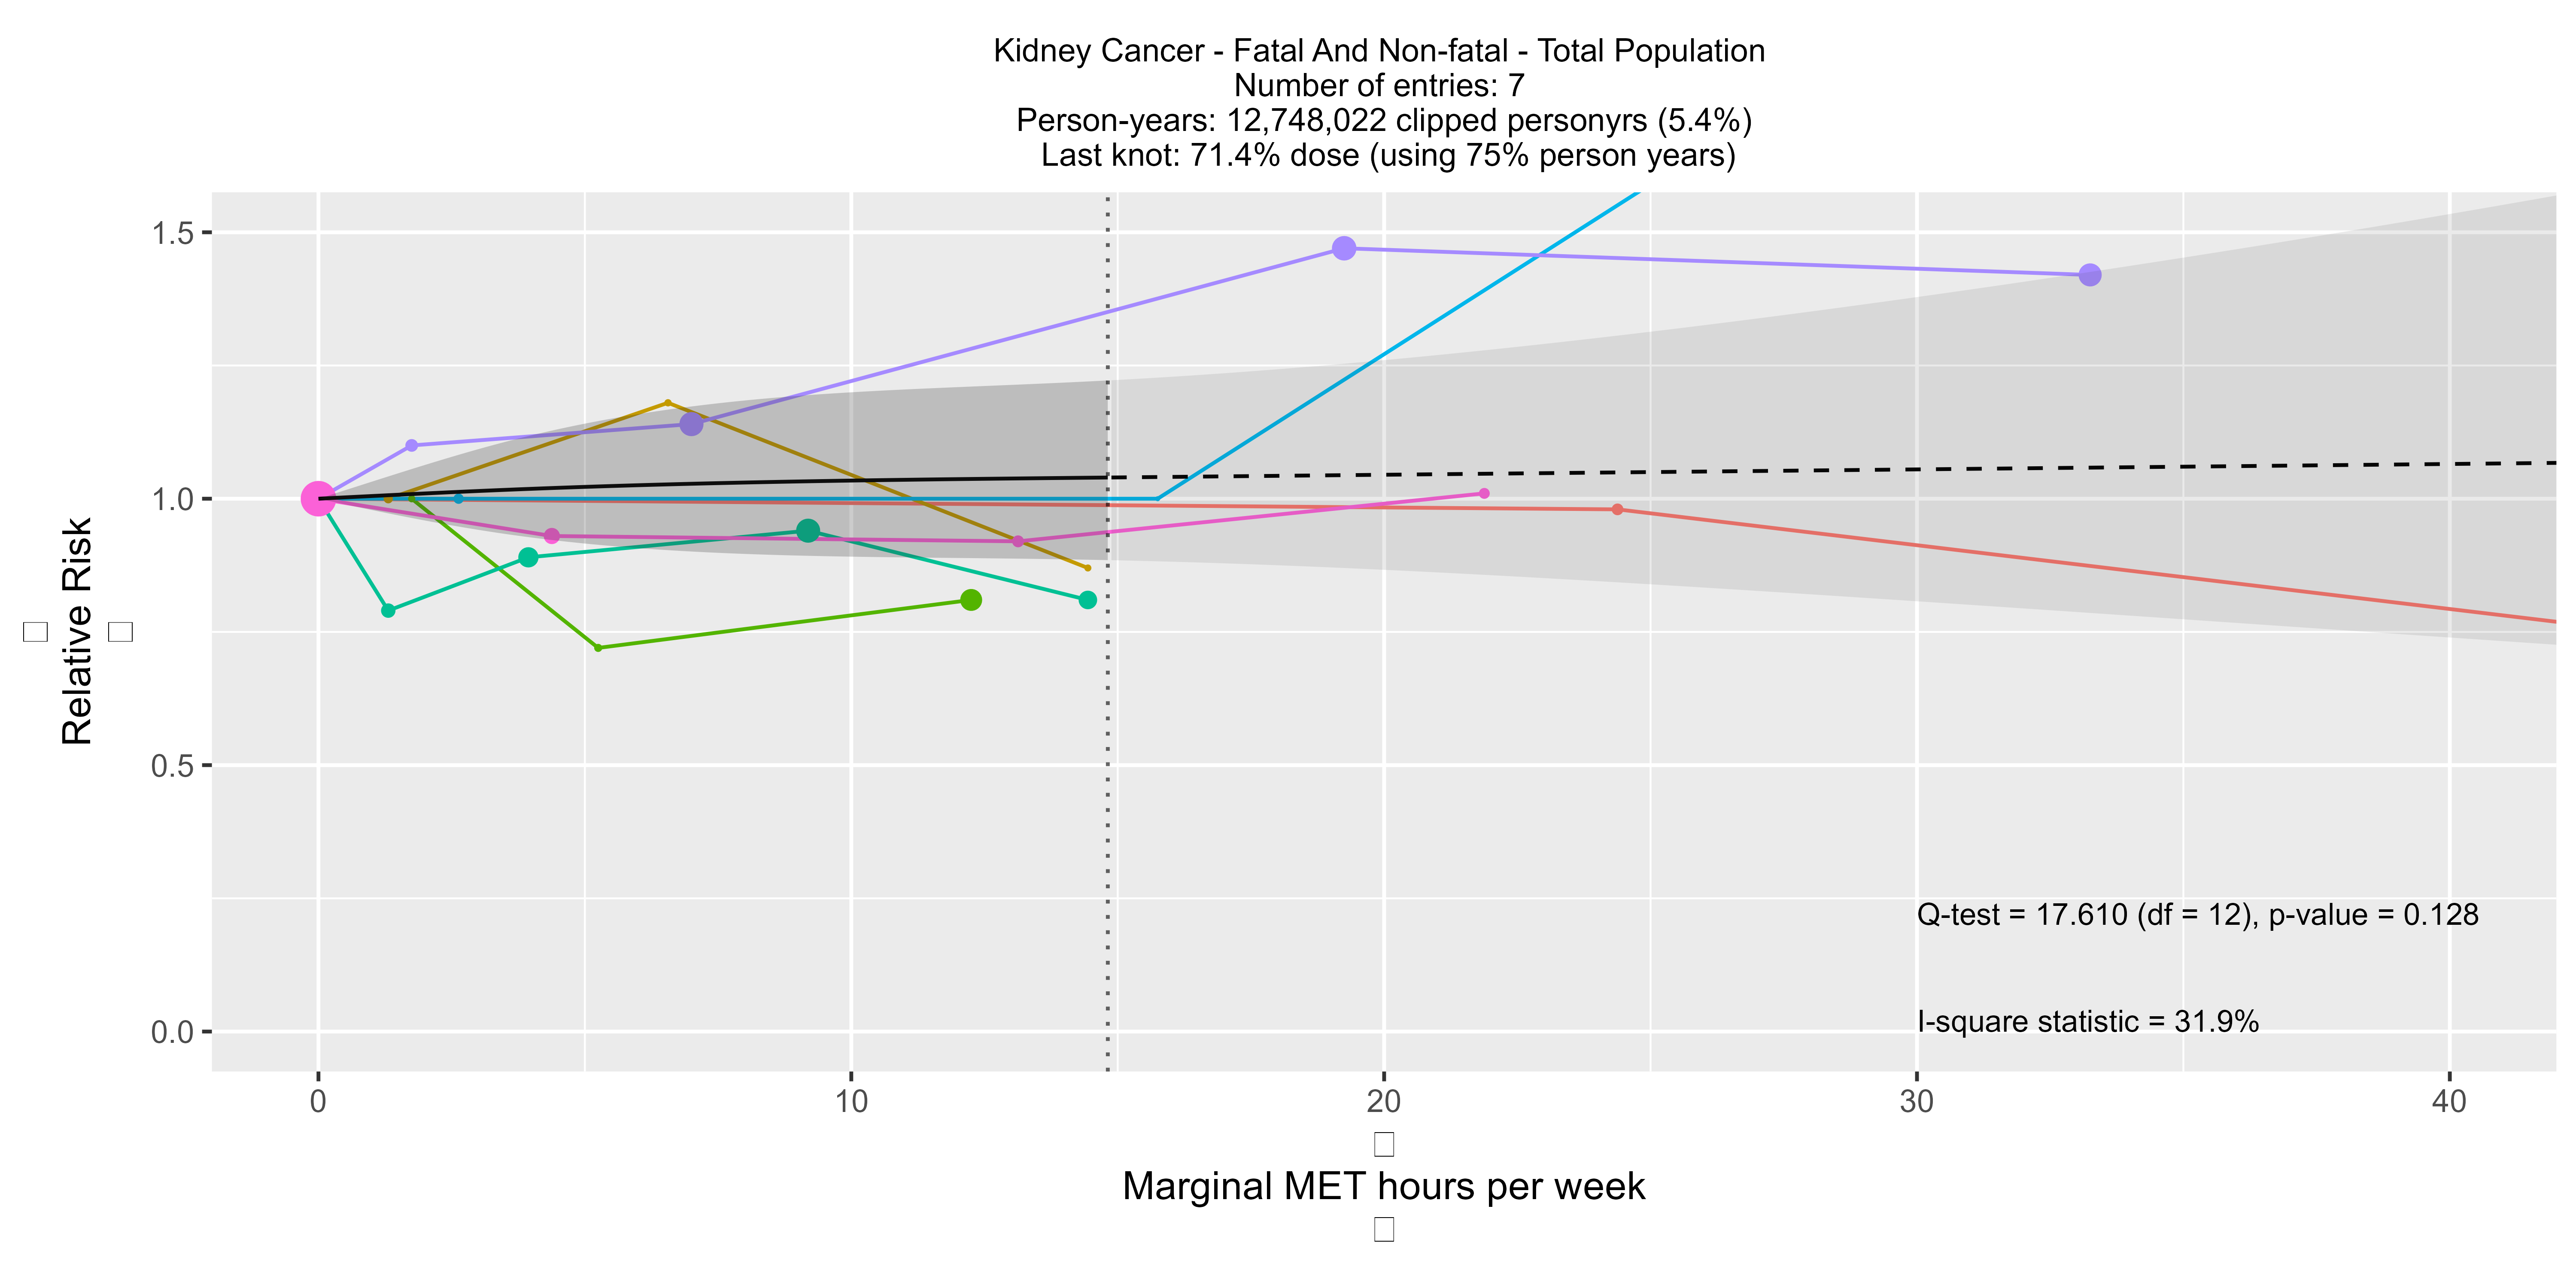 Kidney Cancer - Fatal And Non-fatal - Total Population
Number of entries: 7
Person-years: 12,748,022 clipped personyrs (5.4%)
Last knot: 71.4% dose (using 75% person years)
1.5
1.0
0.5
0.0
Relative Risk
Q-test = 17.610 (df = 12), p-value = 0.128
I-square statistic = 31.9%
0
10
20
30
40
Marginal MET hours per week